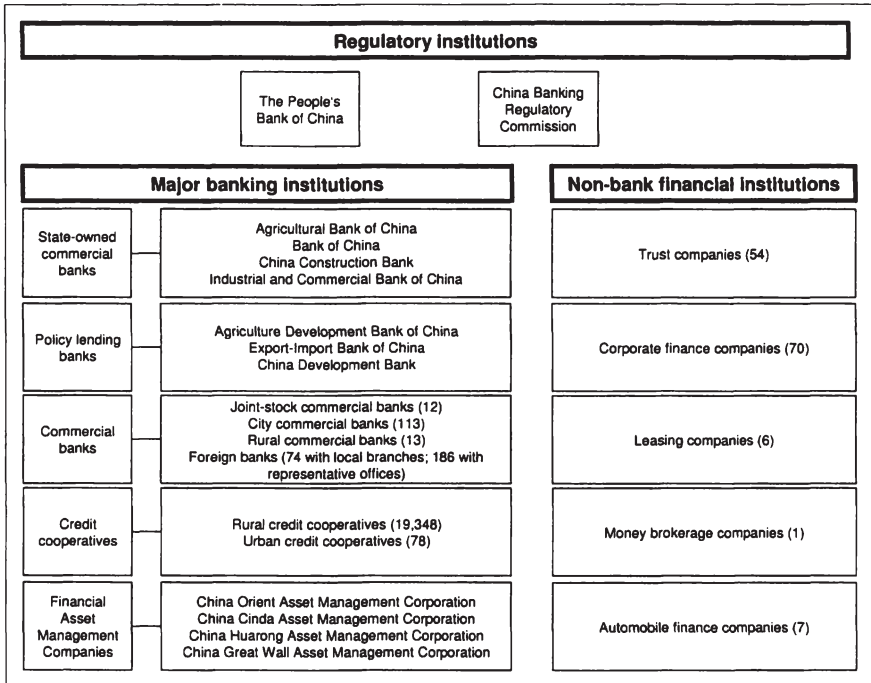 Regulatory institutions
The People's
Bank of China
China Banking
Regulatory
Commission
Major banking institutions
State-owned
commercial
banks
Agricultural Bank of China
Bank of China
China Construction Bank
Industrial and Commercial Bank of China
Policy lending
banks
Agriculture Development Bank of China
Export-Import Bank of China
China Development Bank
Commercial
banks
Joint-stock commercial banks (12)
City commercial banks (113)
Rural commercial banks (13)
Foreign banks (74 with local branches; 186 with
representative offices)
Credit
cooperatives
Rural credit cooperatives (19,348)
Urban credit cooperatives (78)
Financial
Asset
Management
Companies
China Orient Asset Management Corporation
China Cinda Asset Management Corporation
China Huarong Asset Management Corporation
China Great Wall Asset Management Corporation
Non-bank financial institutions
Trust companies (54)
Corporate finance companies (70)
Leasing companies (6)
Money brokerage companies (1)
Automobile finance companies (7)